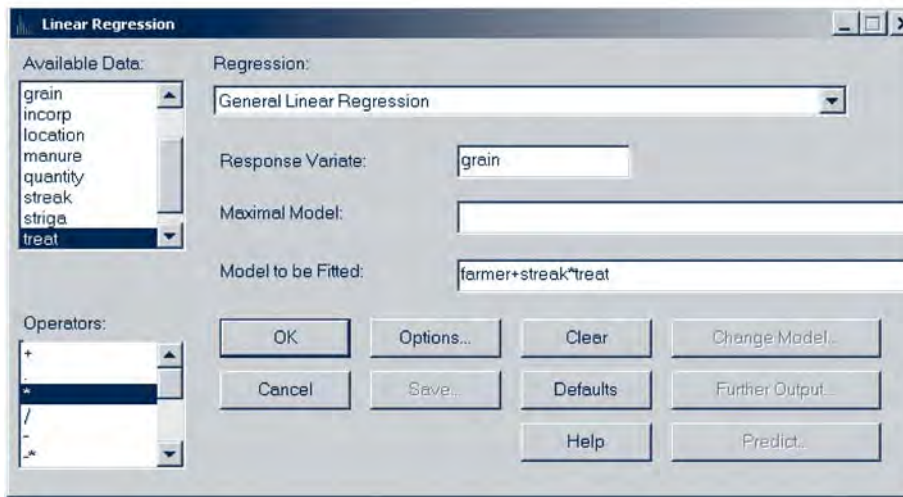 Linear Regression
Available Data:
grain
incorp
location
manure
quantity
streak
striga
treat
Regression:
General Linear Regression
Response Variate:
grain
Maximal Model:
Model to be Fitted:
farmer+streak*treat
Operators:
+
.
*
/
-
-*
OK
Options...
Clear
Change Model...
Cancel
Save...
Defaults
Further Output...
Help
Predict...